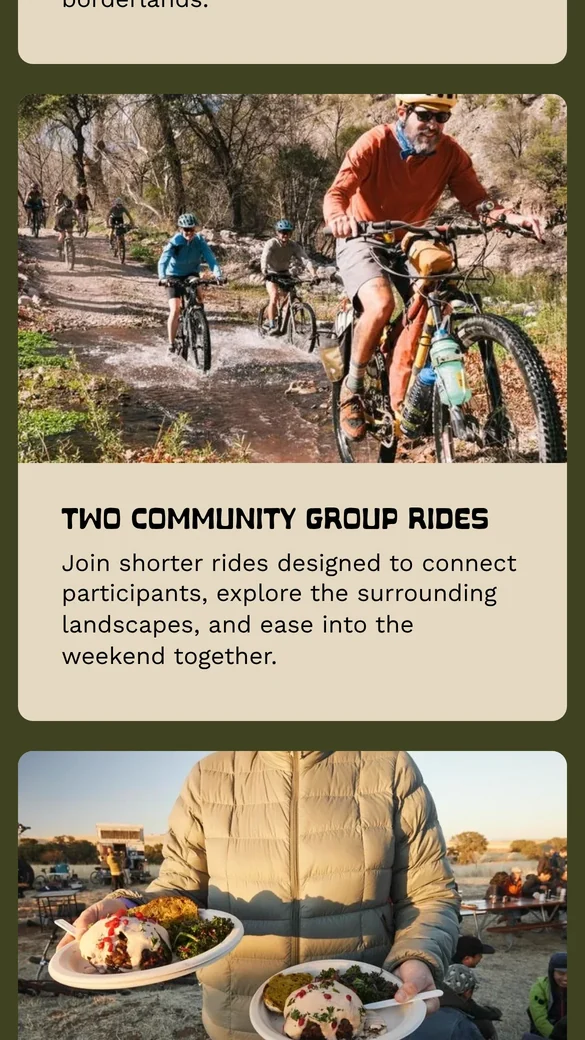 borderlands.
TWO COMMUNITY GROUP RIDES
Join shorter rides designed to connect
participants, explore the surrounding
landscapes, and ease into the
weekend together.